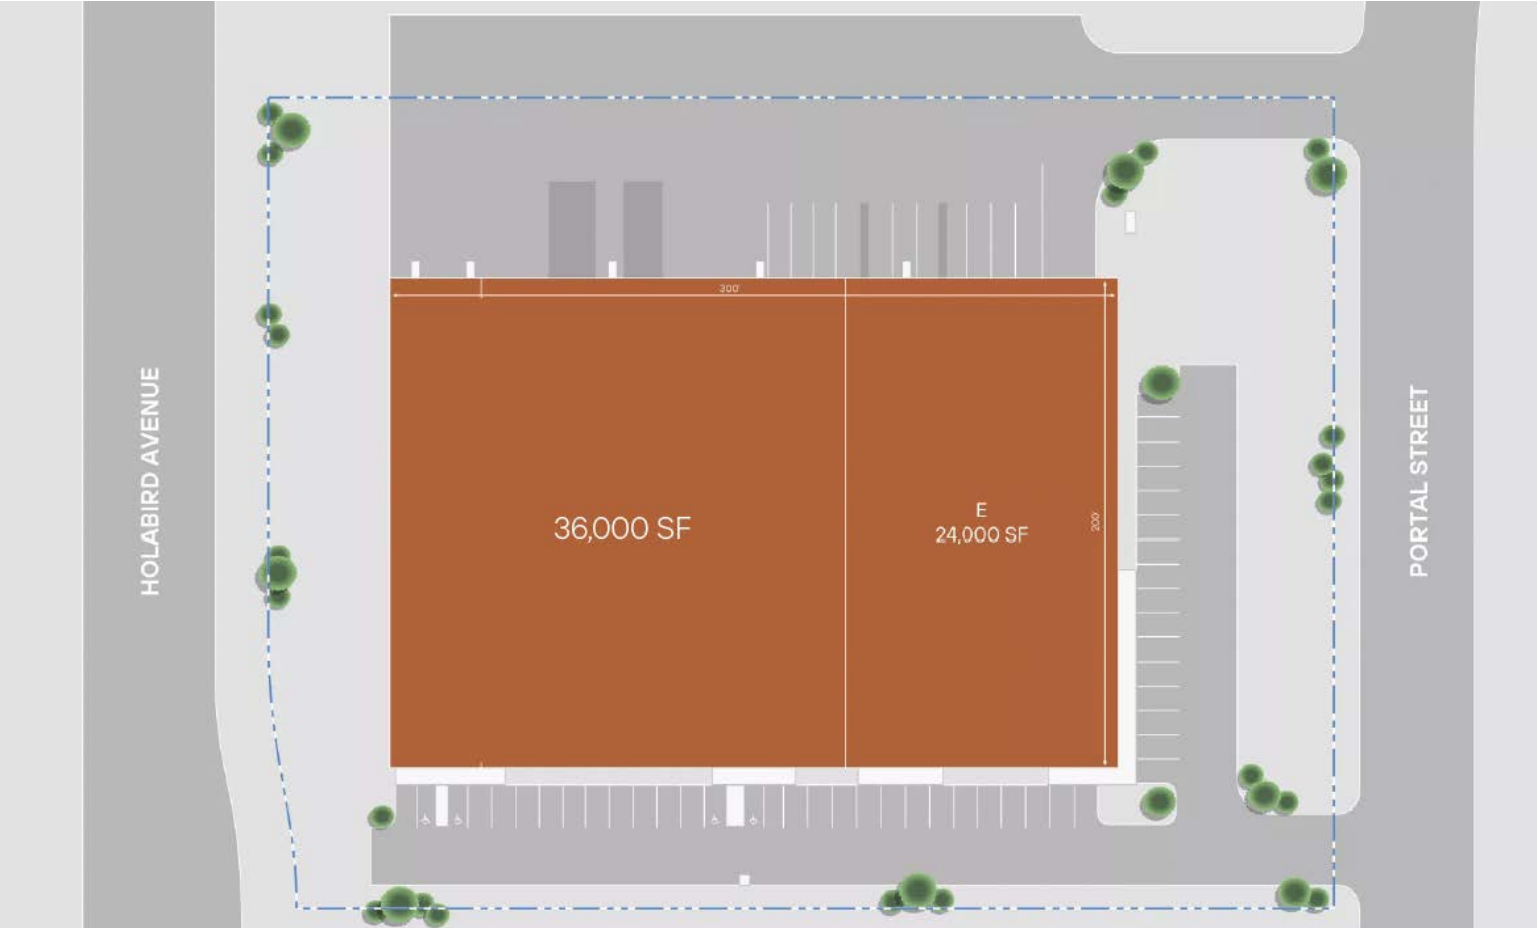 300'
HOLABIRD AVENUE
36,000 SF
E
24,000 SF
200'
PORTAL STREET